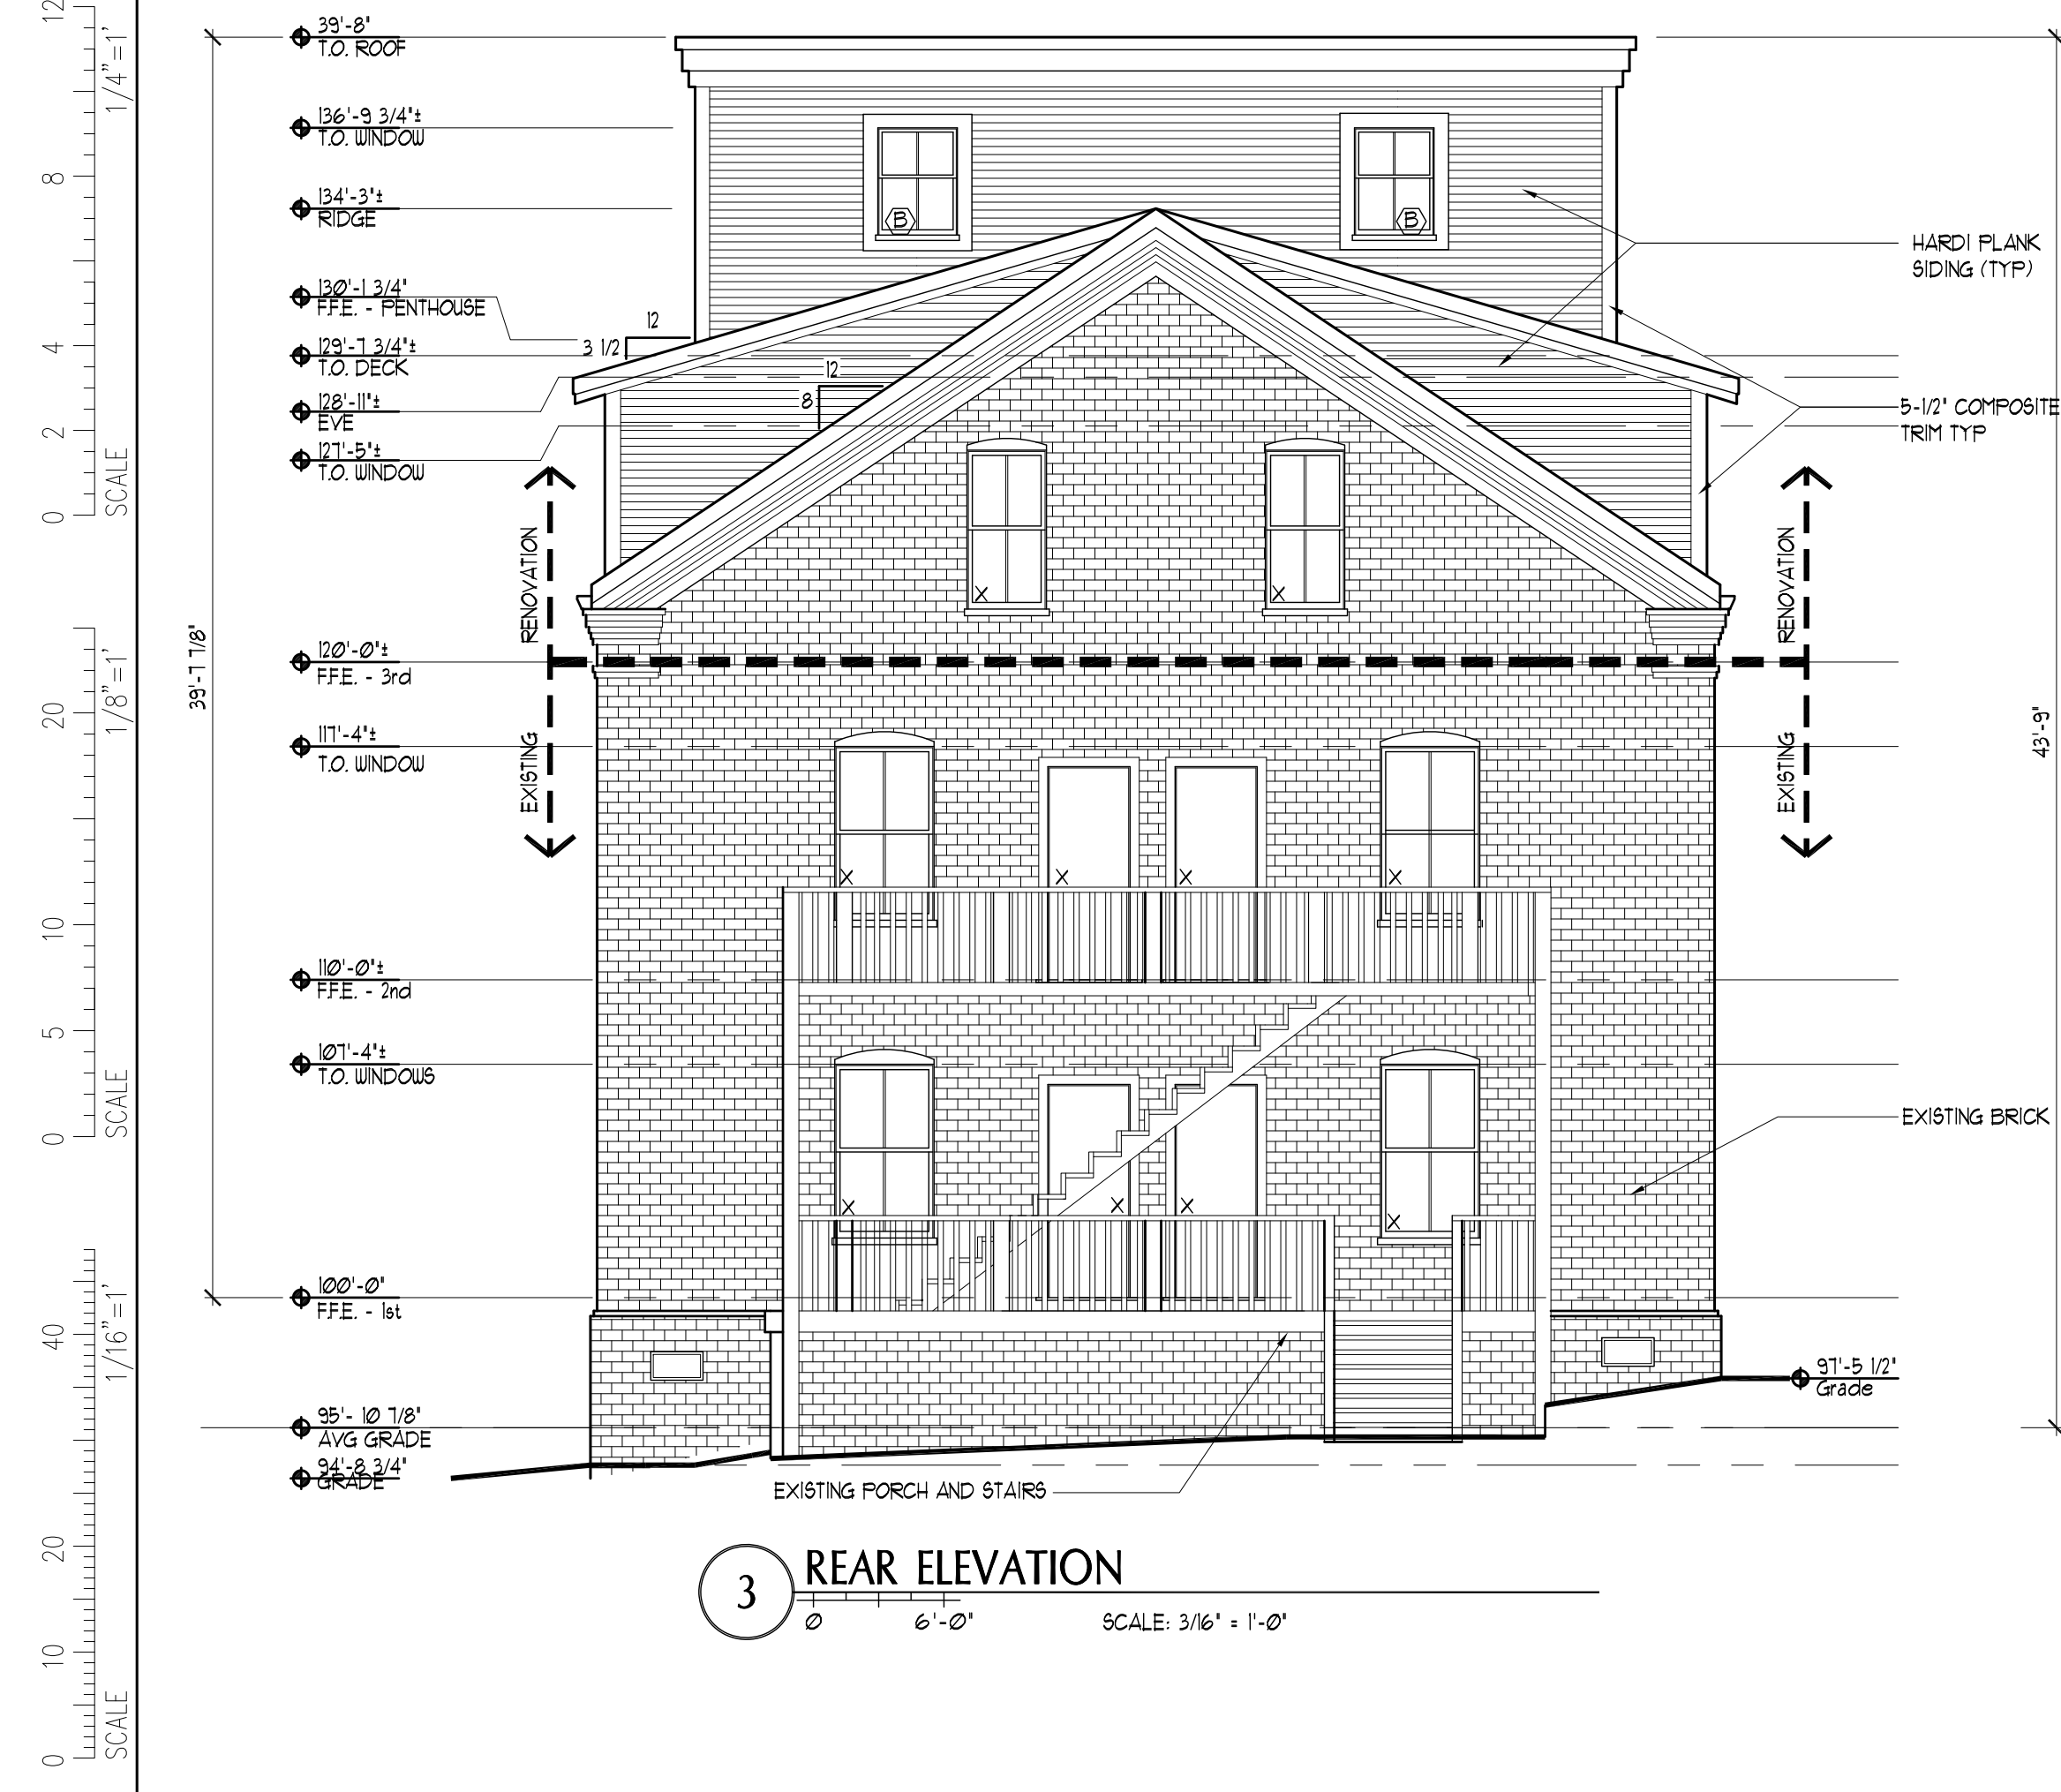 12
1/4"=1'
8
4
2
0
SCALE
20
1/8"=1'
10
5
0
SCALE
40
1/16"=1'
20
10
0
SCALE
39'-7 7/8"
39'-8"
T.O. ROOF
136'-9 3/4"±
T.O. WINDOW
134'-3"±
RIDGE
130'-1 3/4"
F.F.E. - PENTHOUSE
129'-7 3/4"±
T.O. DECK
128'-11"±
EVE
127'-5"±
T.O. WINDOW
120'-0"±
F.F.E. - 3rd
117'-4"±
T.O. WINDOW
110'-0"±
F.F.E. - 2nd
107'-4"±
T.O. WINDOWS
100'-0"
F.F.E. - 1st
95'- 10 7/8"
AVG GRADE
94'-8 3/4"
GRADE
RENOVATION
EXISTING
12
3 1/2
12
8
B
B
X
X
X
X
X
X
X
X
X
X
HARDI PLANK
SIDING (TYP)
5-1/2" COMPOSITE
TRIM TYP
RENOVATION
EXISTING
43'-9"
EXISTING BRICK
97'-5 1/2"
Grade
EXISTING PORCH AND STAIRS
3
REAR ELEVATION
0
6'-0"
SCALE: 3/16" = 1'-0"